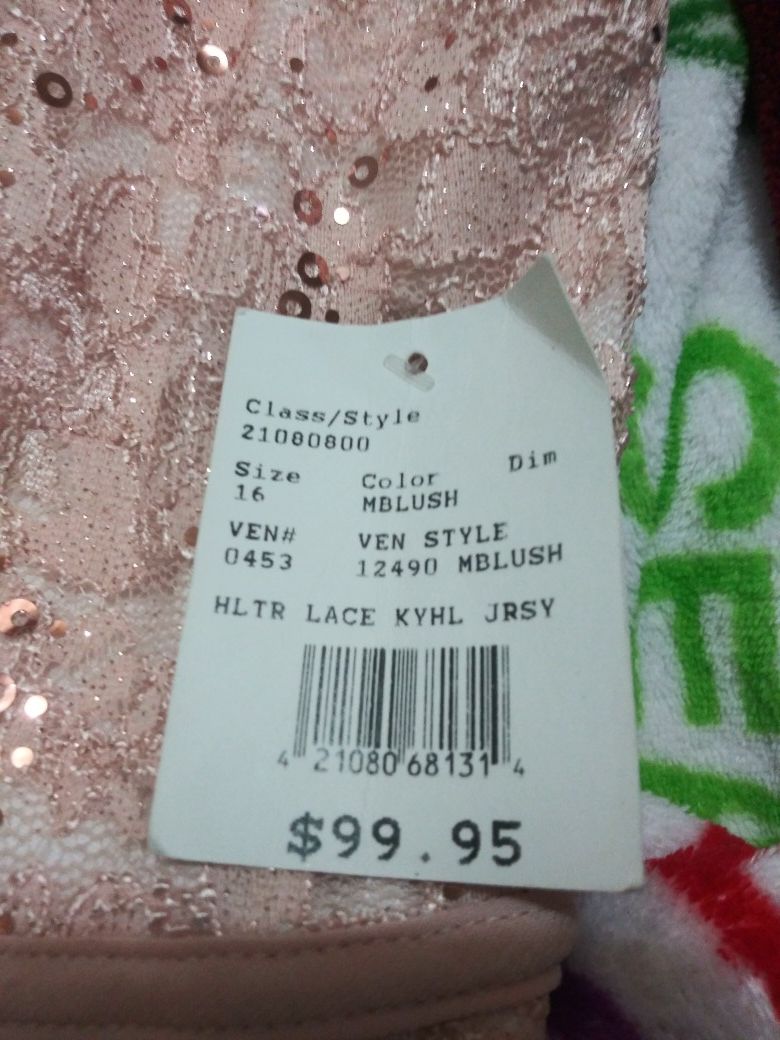 Class/Style
21080800
Size Color Dim
16 MBLUSH
VEN# VEN STYLE
0453 12490 MBLUSH
HLTR LACE KYHL JRSY
4 21080 68131 4
$99.95